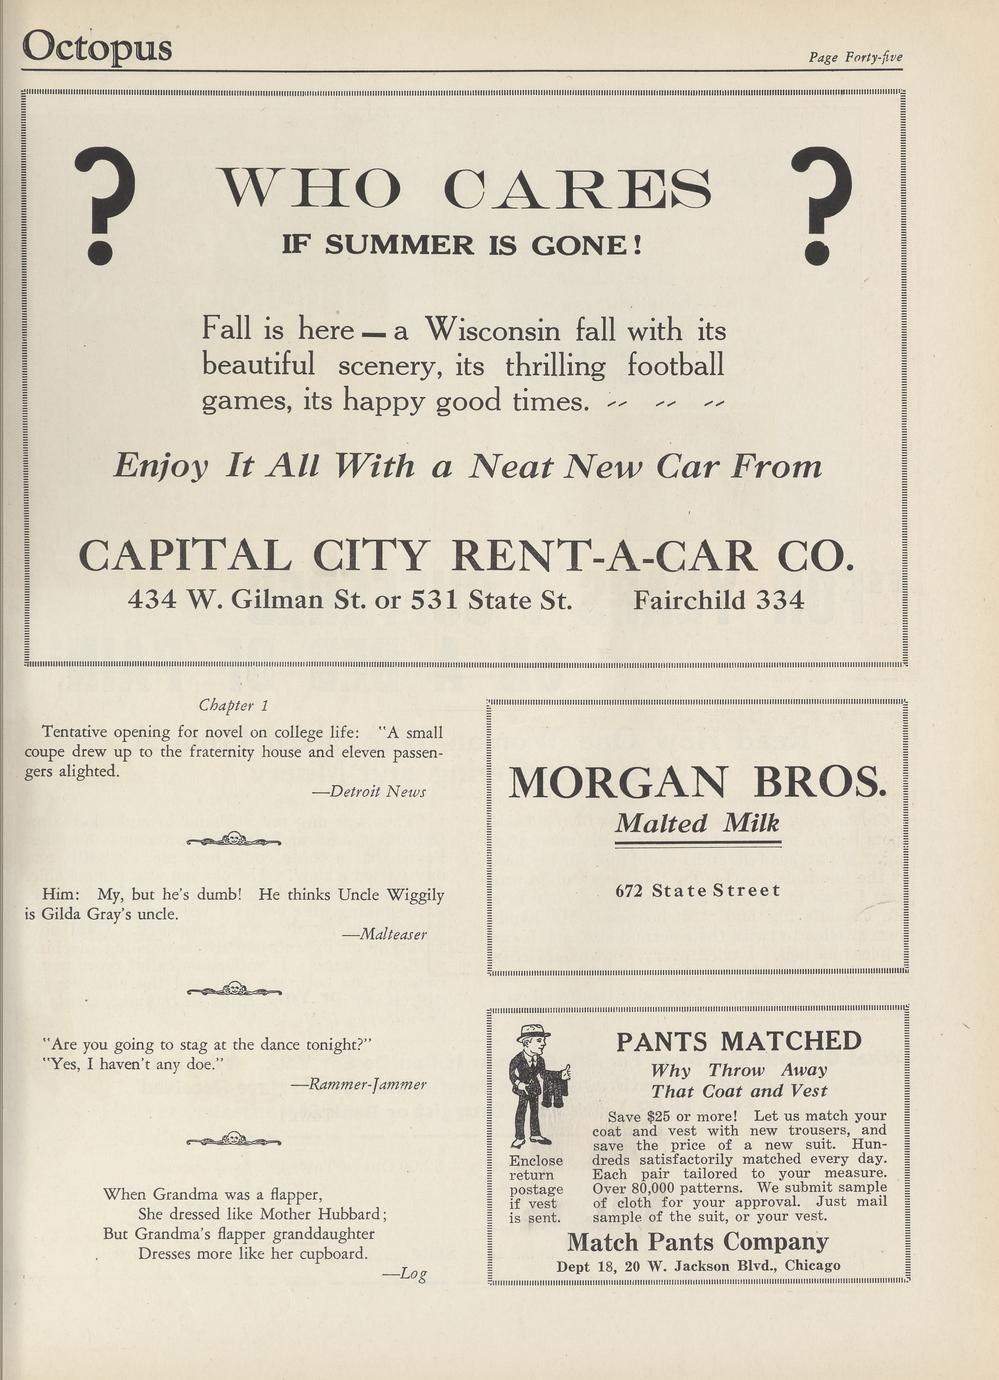 Octopus
Page Forty-five
? WHO CARES ?
IF SUMMER IS GONE!
Fall is here — a Wisconsin fall with its
beautiful scenery, its thrilling football
games, its happy good times. -- -- --
Enjoy It All With a Neat New Car From
CAPITAL CITY RENT-A-CAR CO.
434 W. Gilman St. or 531 State St. Fairchild 334
Chapter 1
Tentative opening for novel on college life: "A small
coupe drew up to the fraternity house and eleven passen-
gers alighted.
—Detroit News
Him: My, but he's dumb! He thinks Uncle Wiggily
is Gilda Gray's uncle.
—Malteaser
"Are you going to stag at the dance tonight?"
"Yes, I haven't any doe."
—Rammer-Jammer
When Grandma was a flapper,
She dressed like Mother Hubbard;
But Grandma's flapper granddaughter
Dresses more like her cupboard.
—Log
MORGAN BROS.
Malted Milk
672 State Street
PANTS MATCHED
Why Throw Away
That Coat and Vest
Save $25 or more! Let us match your
coat and vest with new trousers, and
save the price of a new suit. Hun-
dreds satisfactorily matched every day.
Each pair tailored to your measure.
Over 80,000 patterns. We submit sample
of cloth for your approval. Just mail
sample of the suit, or your vest.
Enclose
return
postage
if vest
is sent.
Match Pants Company
Dept 18, 20 W. Jackson Blvd., Chicago